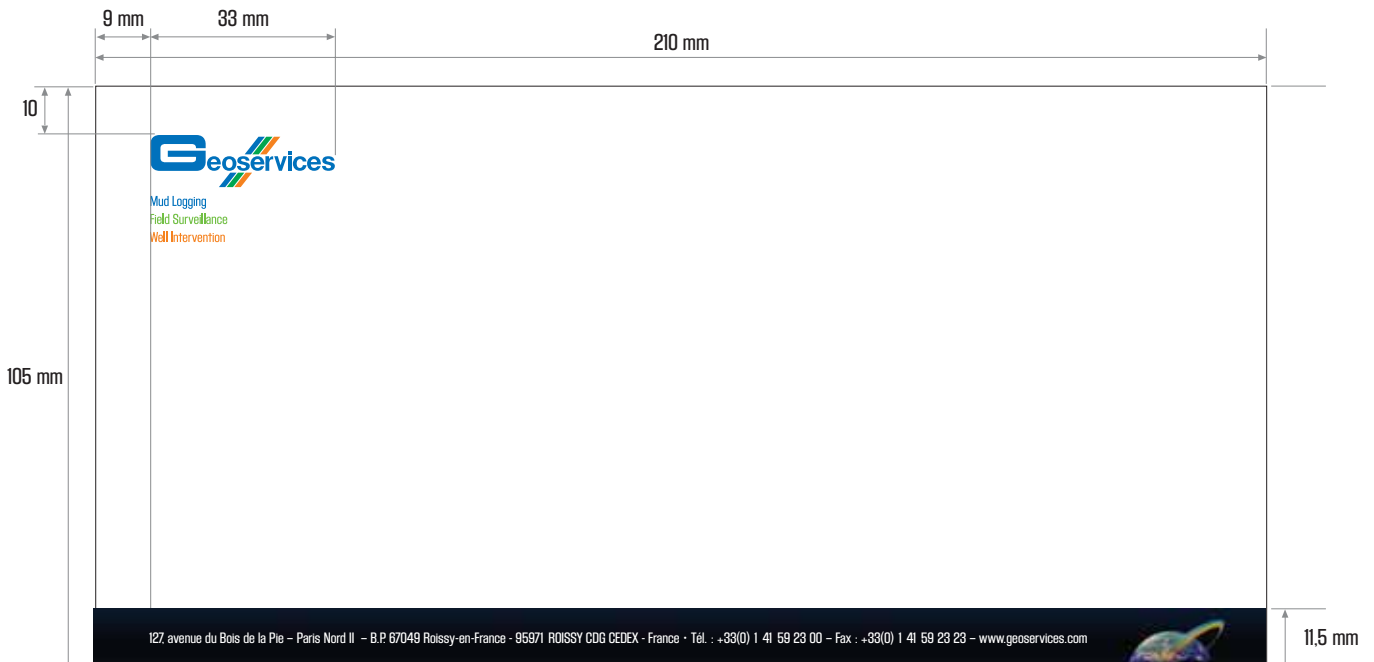 9 mm 33 mm
210 mm
10
Geoservices
Mud Logging
Field Surveillance
Well Intervention
105 mm
127, avenue du Bois de la Pie – Paris Nord II – B.P. 67049 Roissy-en-France - 95971 ROISSY CDG CEDEX - France • Tél. : +33(0) 1 41 59 23 00 – Fax : +33(0) 1 41 59 23 23 – www.geoservices.com
11,5 mm